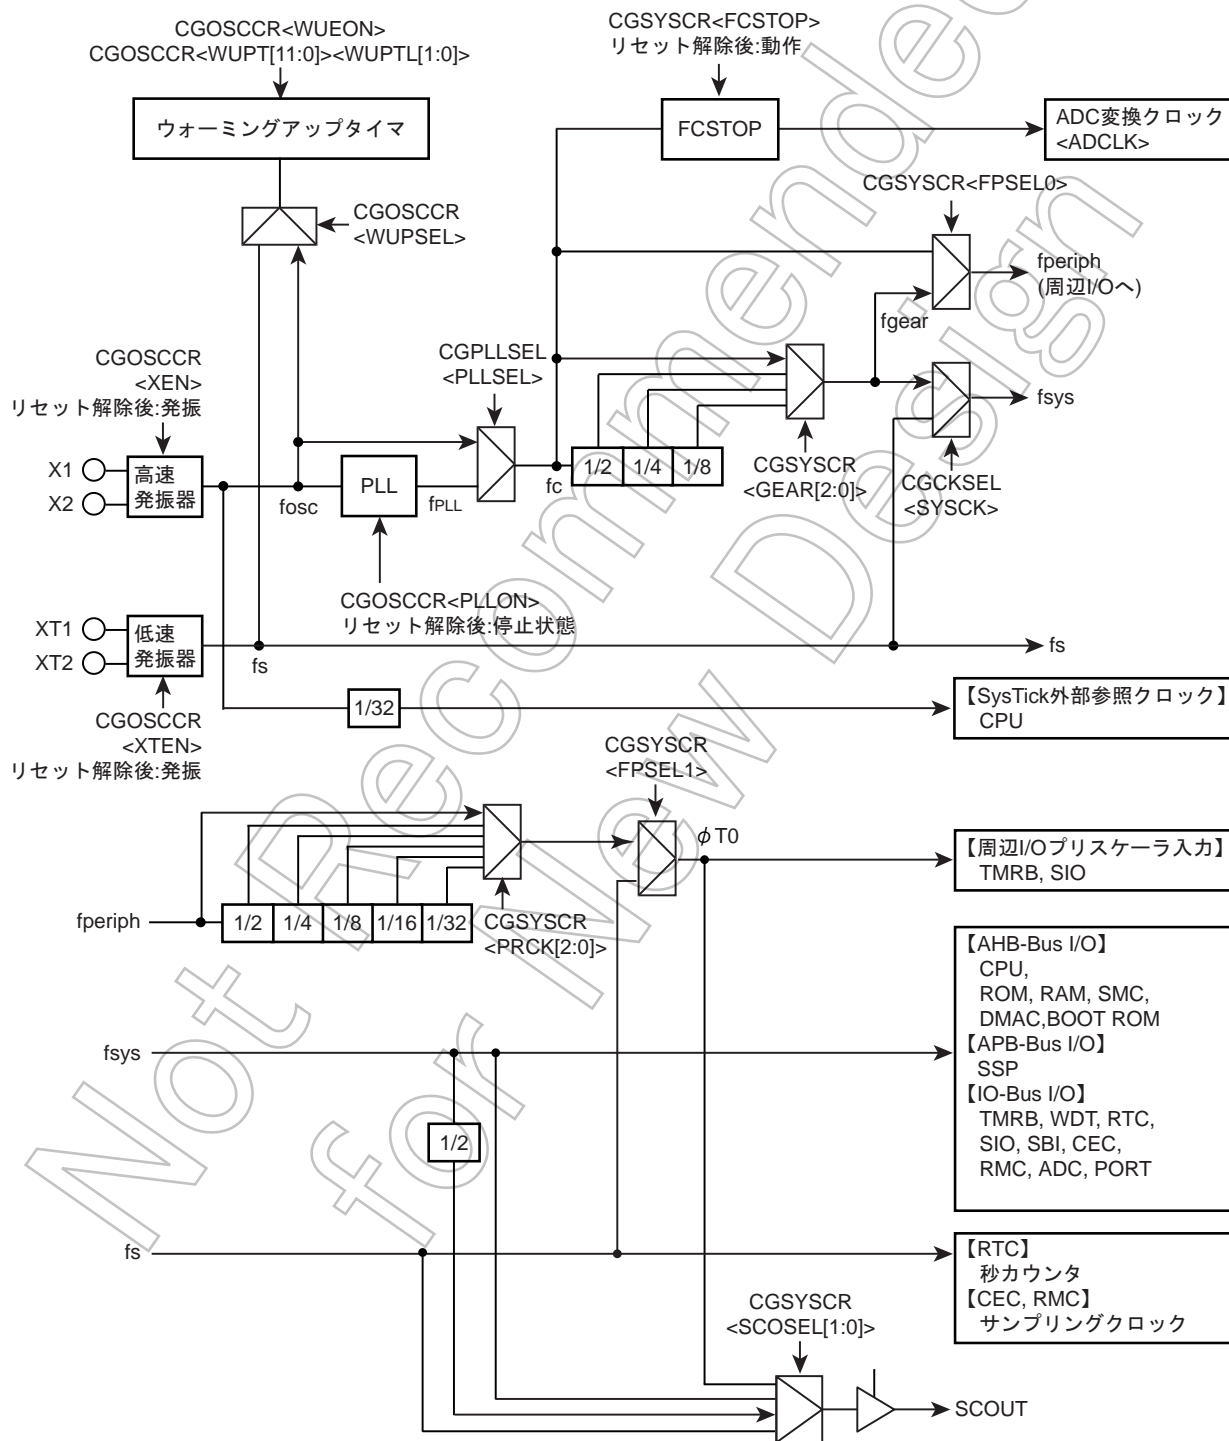 CGOSCCR<WUEON>
CGOSCCR<WUPT[11:0]><WUPTL[1:0]>
ウォーミングアップタイマ
CGOSCCR
<WUPSEL>
CGSYSCR<FCSTOP>
リセット解除後:動作
FCSTOP
ADC変換クロック
<ADCLK>
CGSYSCR<FPSEL0>
fperiph
(周辺I/Oへ)
fgear
CGOSCCR
<XEN>
リセット解除後:発振
X1
X2
高速
発振器
fosc
PLL
fPLL
CGPLLSEL
<PLLSEL>
fc
1/2
1/4
1/8
CGSYSCR
<GEAR[2:0]>
fsys
CGCKSEL
<SYSCK>
CGOSCCR<PLLON>
リセット解除後:停止状態
XT1
XT2
低速
発振器
fs
fs
CGOSCCR
<XTEN>
リセット解除後:発振
1/32
【SysTick外部参照クロック】
CPU
CGSYSCR
<FPSEL1>
φT0
【周辺I/Oプリスケーラ入力】
TMRB, SIO
fperiph
1/2
1/4
1/8
1/16
1/32
CGSYSCR
<PRCK[2:0]>
【AHB-Bus I/O】
CPU,
ROM, RAM, SMC,
DMAC,BOOT ROM
【APB-Bus I/O】
SSP
【IO-Bus I/O】
TMRB, WDT, RTC,
SIO, SBI, CEC,
RMC, ADC, PORT
fsys
1/2
fs
【RTC】
秒カウンタ
【CEC, RMC】
サンプリングクロック
CGSYSCR
<SCOSEL[1:0]>
SCOUT
Not Recommended
for New Design